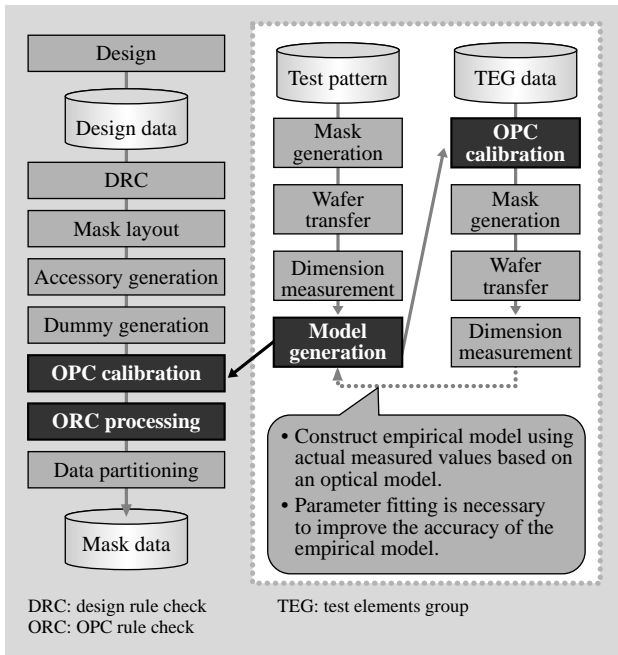 Design
Design data
DRC
Mask layout
Accessory generation
Dummy generation
OPC calibration
ORC processing
Data partitioning
Mask data
Test pattern
Mask
generation
Wafer
transfer
Dimension
measurement
Model
generation
TEG data
OPC
calibration
Mask
generation
Wafer
transfer
Dimension
measurement
• Construct empirical model using
actual measured values based on
an optical model.
• Parameter fitting is necessary
to improve the accuracy of the
empirical model.
DRC: design rule check
ORC: OPC rule check
TEG: test elements group